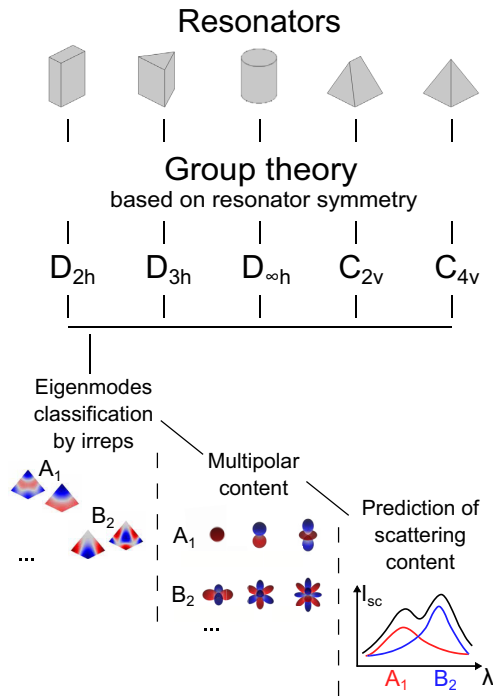 Resonators
Group theory
based on resonator symmetry
D2h D3h D∞h C2v C4v
Eigenmodes
classification
by irreps
A1
B2
...
Multipolar
content
A1
B2
...
Prediction of
scattering
content
Isc
λ
A1 B2